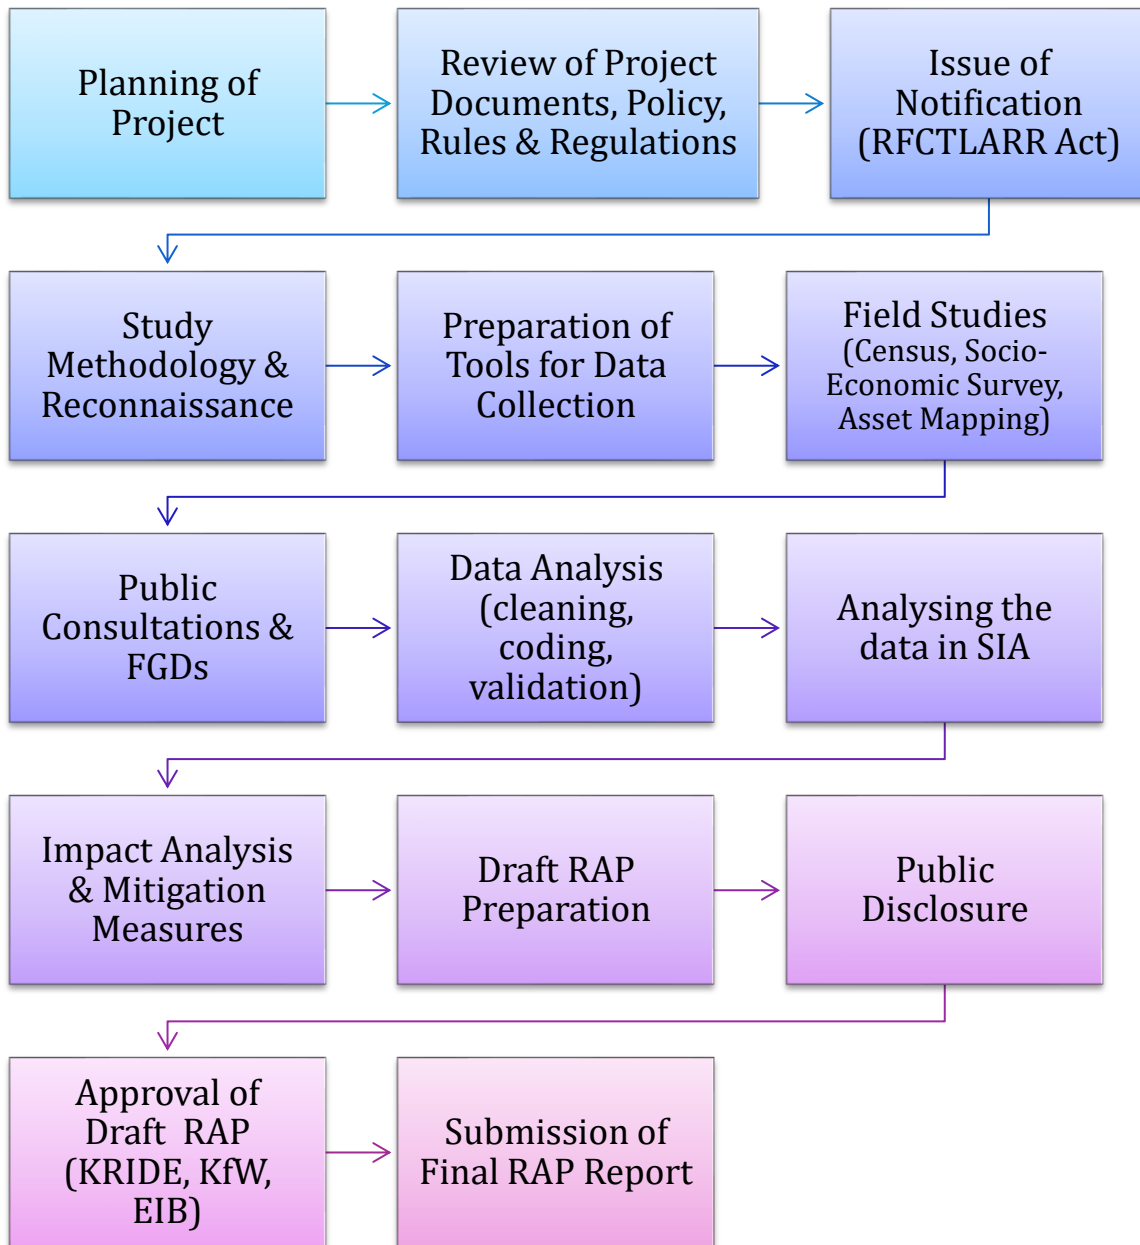 Planning of
Project
Review of Project
Documents, Policy,
Rules & Regulations
Issue of
Notification
(RFCTLARR Act)
Study
Methodology &
Reconnaissance
Preparation of
Tools for Data
Collection
Field Studies
(Census, Socio-
Economic Survey,
Asset Mapping)
Public
Consultations &
FGDs
Data Analysis
(cleaning,
coding,
validation)
Analysing the
data in SIA
Impact Analysis
& Mitigation
Measures
Draft RAP
Preparation
Public
Disclosure
Approval of
Draft RAP
(KRIDE, KfW,
EIB)
Submission of
Final RAP Report